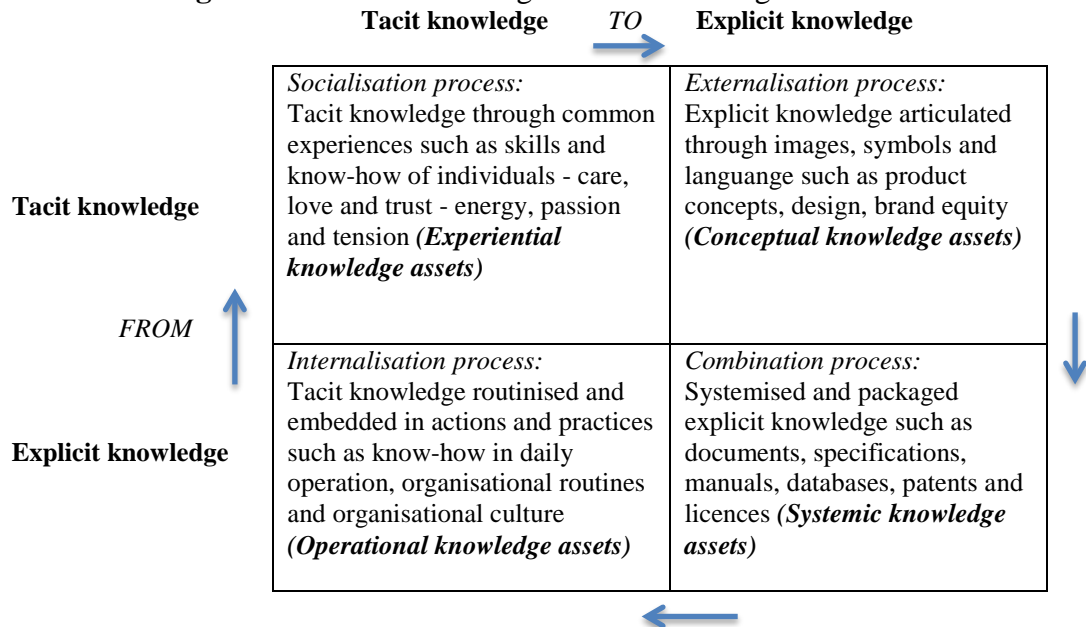 Tacit knowledge TO Explicit knowledge
Socialisation process:
Tacit knowledge through common
experiences such as skills and
know-how of individuals - care,
love and trust - energy, passion
and tension (Experiential
knowledge assets)
Externalisation process:
Explicit knowledge articulated
through images, symbols and
languange such as product
concepts, design, brand equity
(Conceptual knowledge assets)
Tacit knowledge
FROM
Internalisation process:
Tacit knowledge routinised and
embedded in actions and practices
such as know-how in daily
operation, organisational routines
and organisational culture
(Operational knowledge assets)
Combination process:
Systemised and packaged
explicit knowledge such as
documents, specifications,
manuals, databases, patents and
licences (Systemic knowledge
assets)
Explicit knowledge